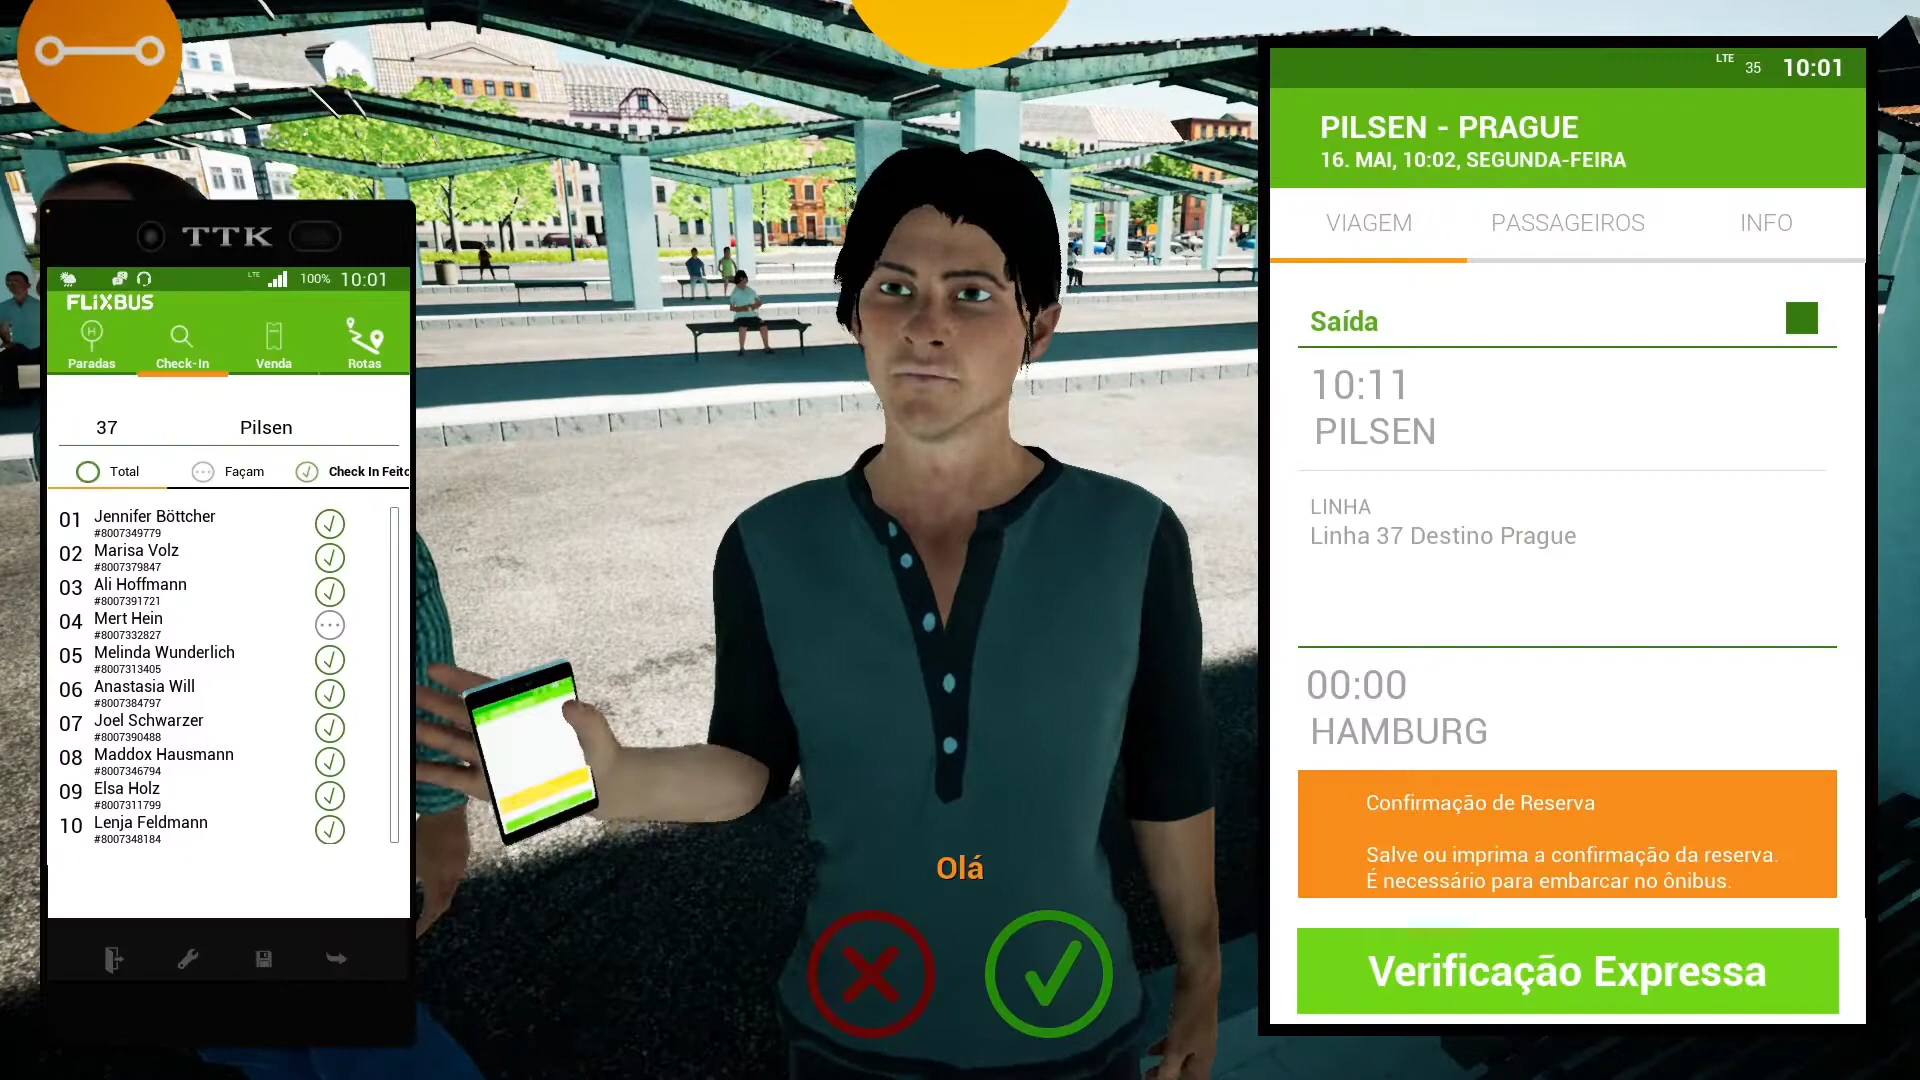 TTK
100% 10:01
LTE
FLiXBUS
Paradas Check-In Venda Rotas
37 Pilsen
Total Façam Check In Feito
01 Jennifer Böttcher
#8007349779
02 Marisa Volz
#8007379847
03 Ali Hoffmann
#8007391721
04 Mert Hein
#8007332827
05 Melinda Wunderlich
#8007313405
06 Anastasia Will
#8007384797
07 Joel Schwarzer
#8007390488
08 Maddox Hausmann
#8007346794
09 Elsa Holz
#8007311799
10 Lenja Feldmann
#8007348184
Olá
LTE 35 10:01
PILSEN - PRAGUE
16. MAI, 10:02, SEGUNDA-FEIRA
VIAGEM PASSAGEIROS INFO
Saída
10:11
PILSEN
LINHA
Linha 37 Destino Prague
00:00
HAMBURG
Confirmação de Reserva
Salve ou imprima a confirmação da reserva.
É necessário para embarcar no ônibus.
Verificação Expressa